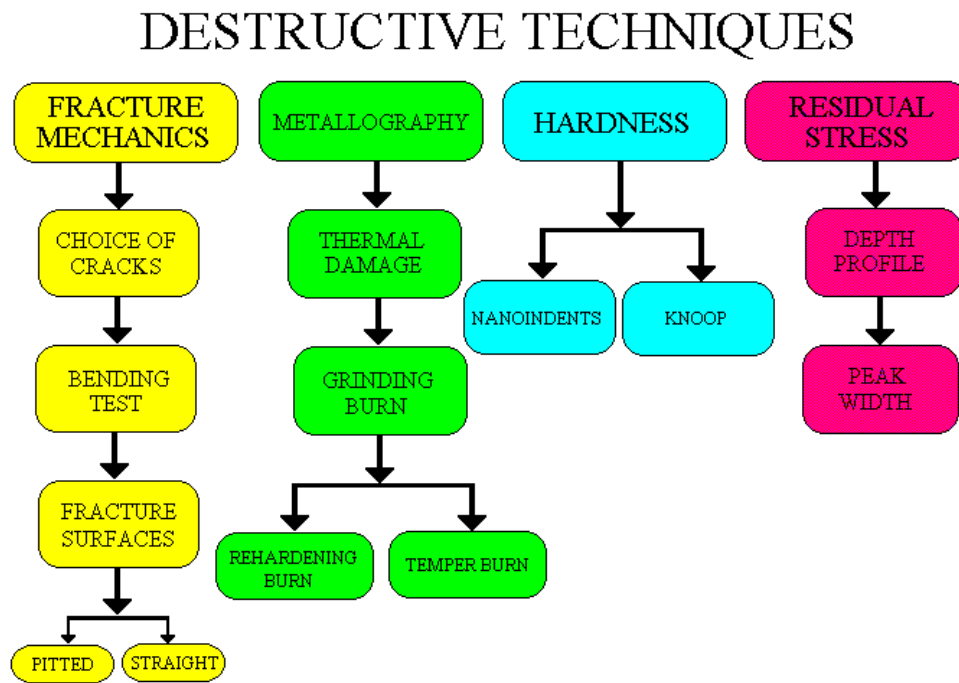 DESTRUCTIVE TECHNIQUES
FRACTURE
MECHANICS
METALLOGRAPHY
HARDNESS
RESIDUAL
STRESS
CHOICE OF
CRACKS
THERMAL
DAMAGE
NANOINDENTS
KNOOP
DEPTH
PROFILE
BENDING
TEST
GRINDING
BURN
PEAK
WIDTH
FRACTURE
SURFACES
REHARDENING
BURN
TEMPER BURN
PITTED
STRAIGHT